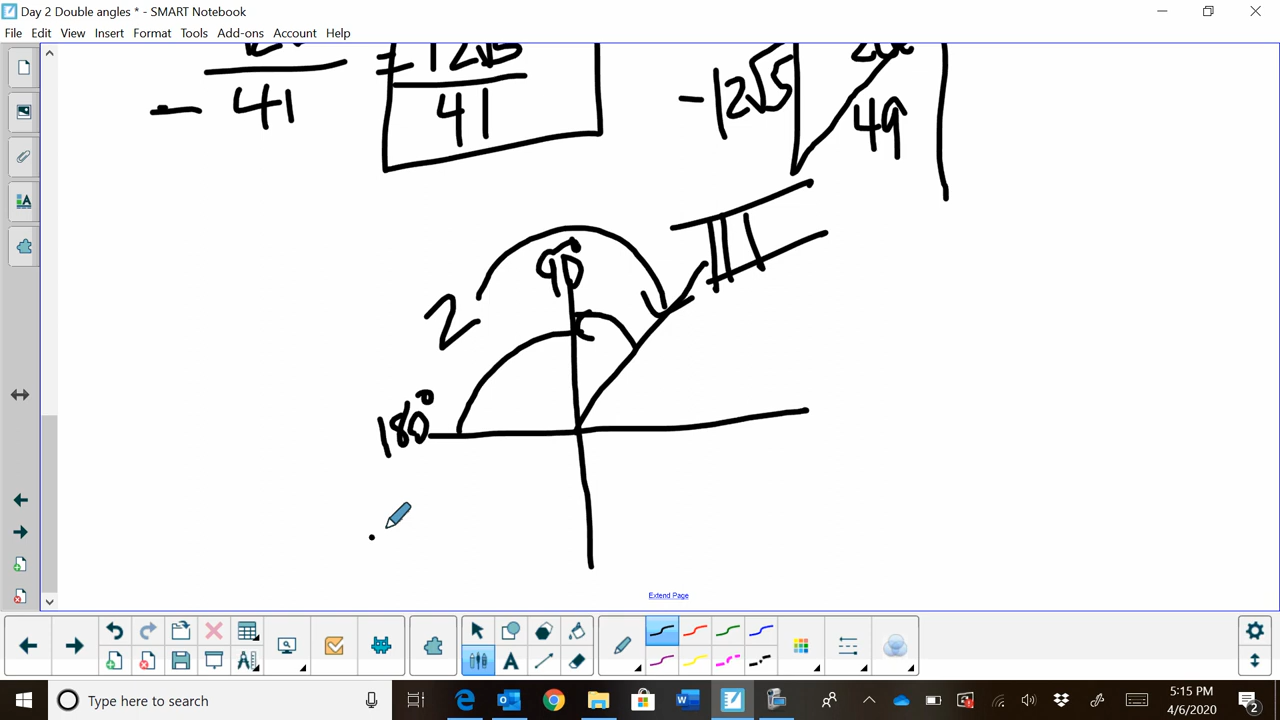 Day 2 Double angles * - SMART Notebook
File Edit View Insert Format Tools Add-ons Account Help
41
12√5
41
-12√5
49
III
90°
2
180°
Extend Page
Type here to search
5:15 PM
4/6/2020
2